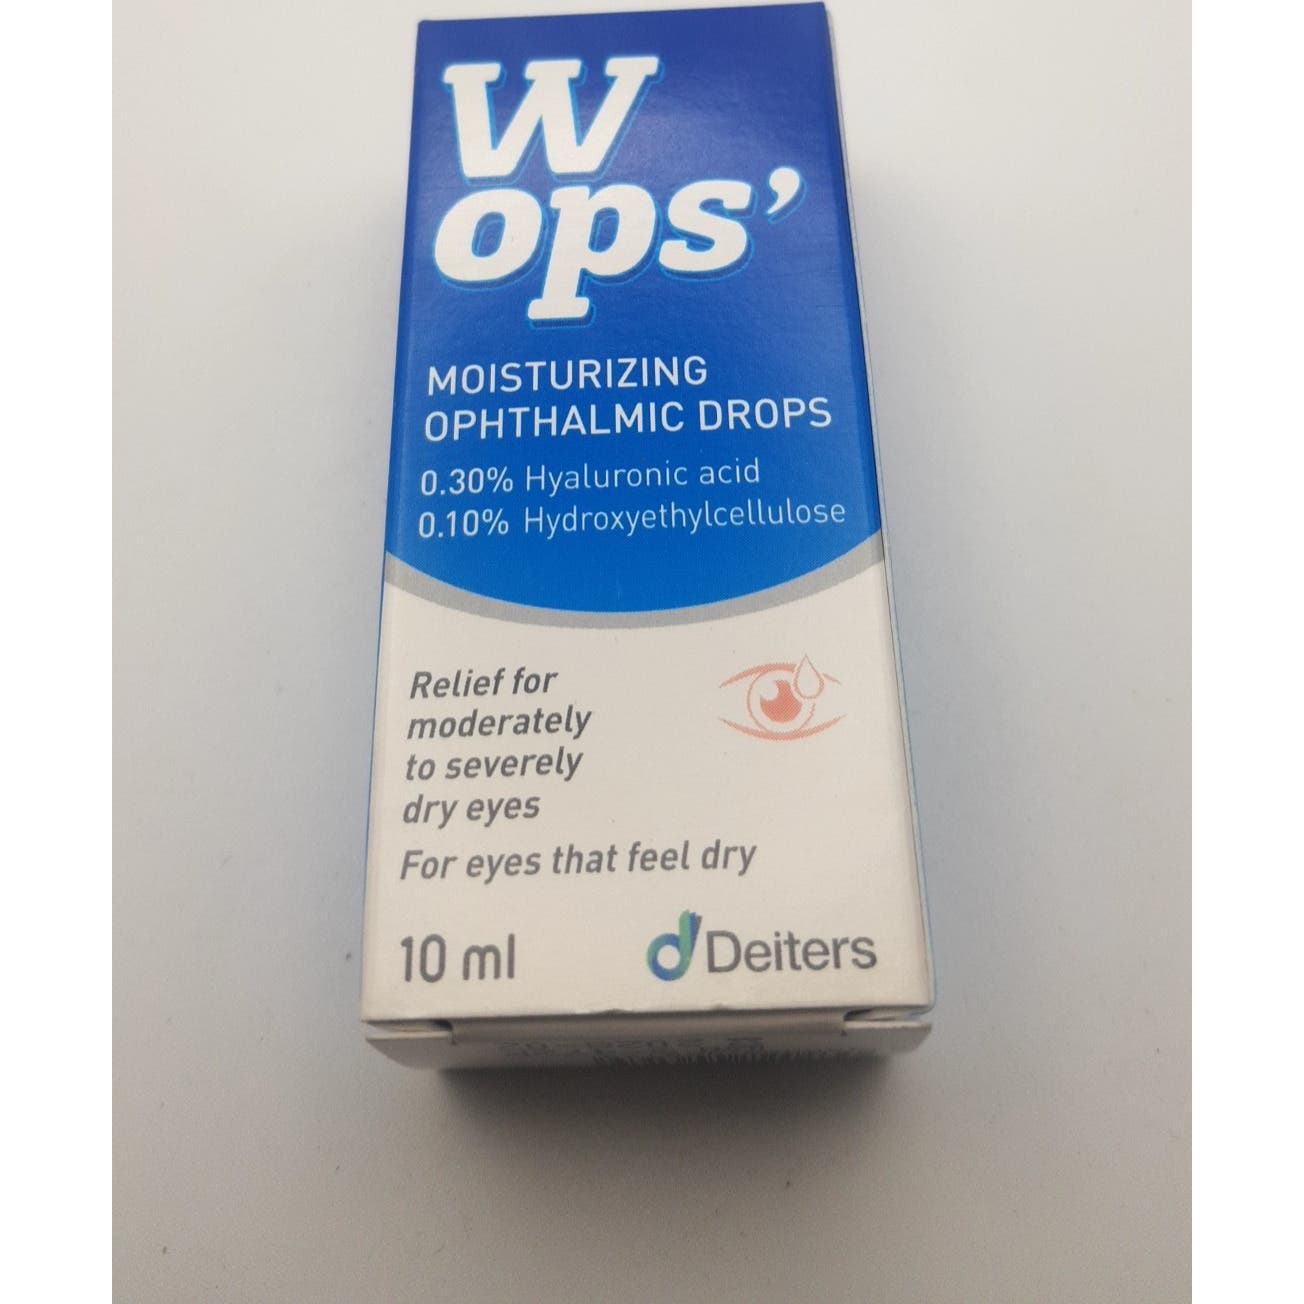 W
ops’
MOISTURIZING
OPHTHALMIC DROPS
0.30% Hyaluronic acid
0.10% Hydroxyethylcellulose
Relief for
moderately
to severely
dry eyes
For eyes that feel dry
10 ml
Deiters